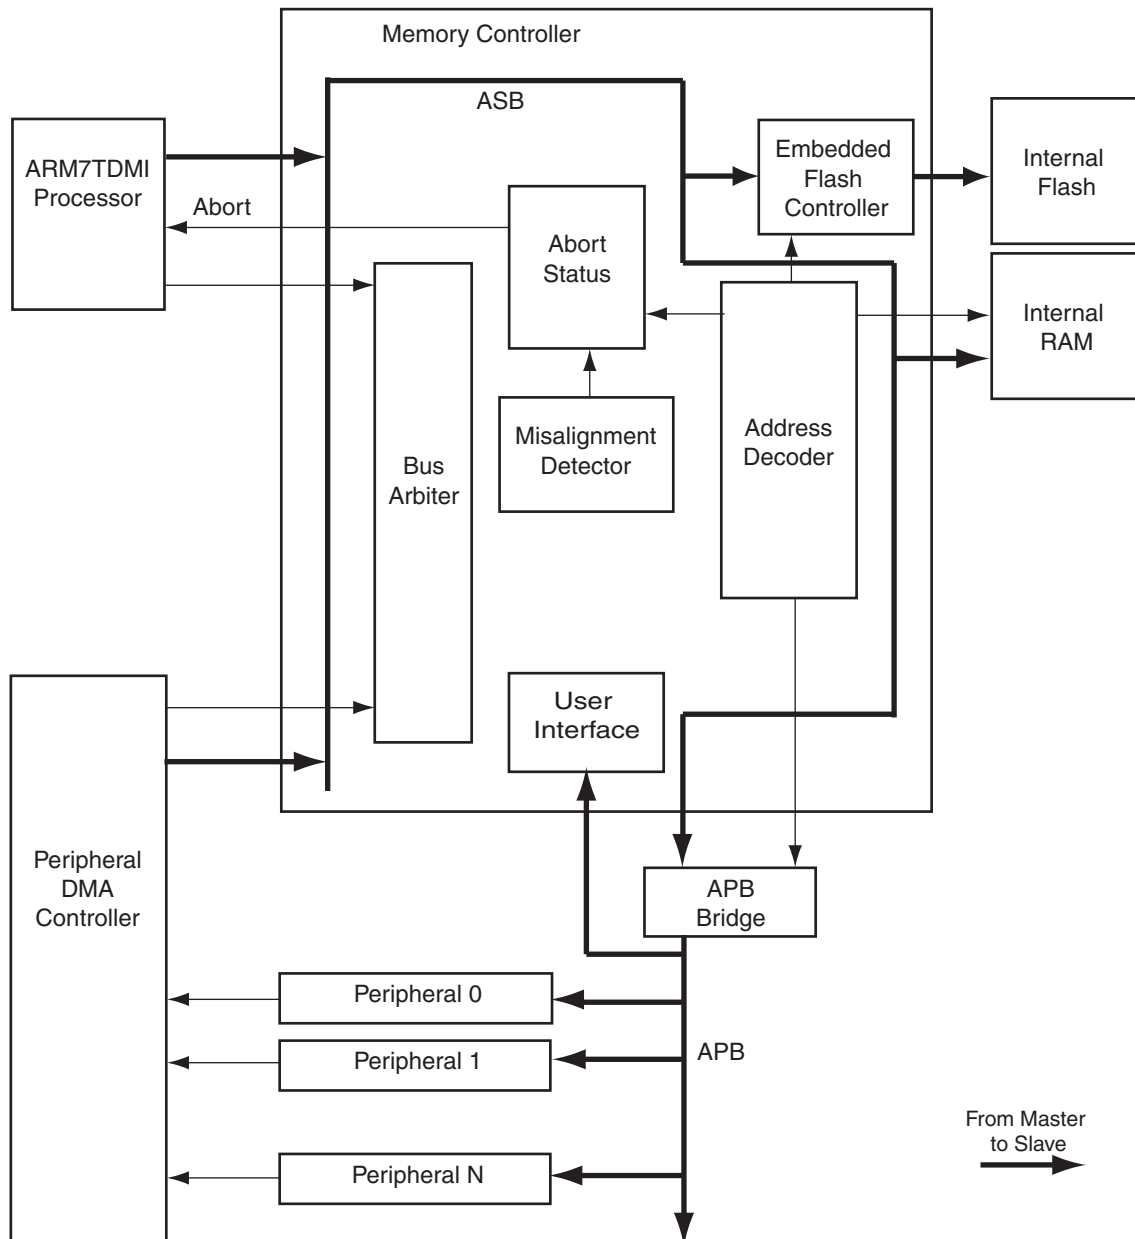 Memory Controller
ASB
ARM7TDMI
Processor
Abort
Embedded
Flash
Controller
Internal
Flash
Abort
Status
Internal
RAM
Misalignment
Detector
Address
Decoder
Bus
Arbiter
User
Interface
Peripheral
DMA
Controller
APB
Bridge
Peripheral 0
Peripheral 1
APB
Peripheral N
From Master
to Slave